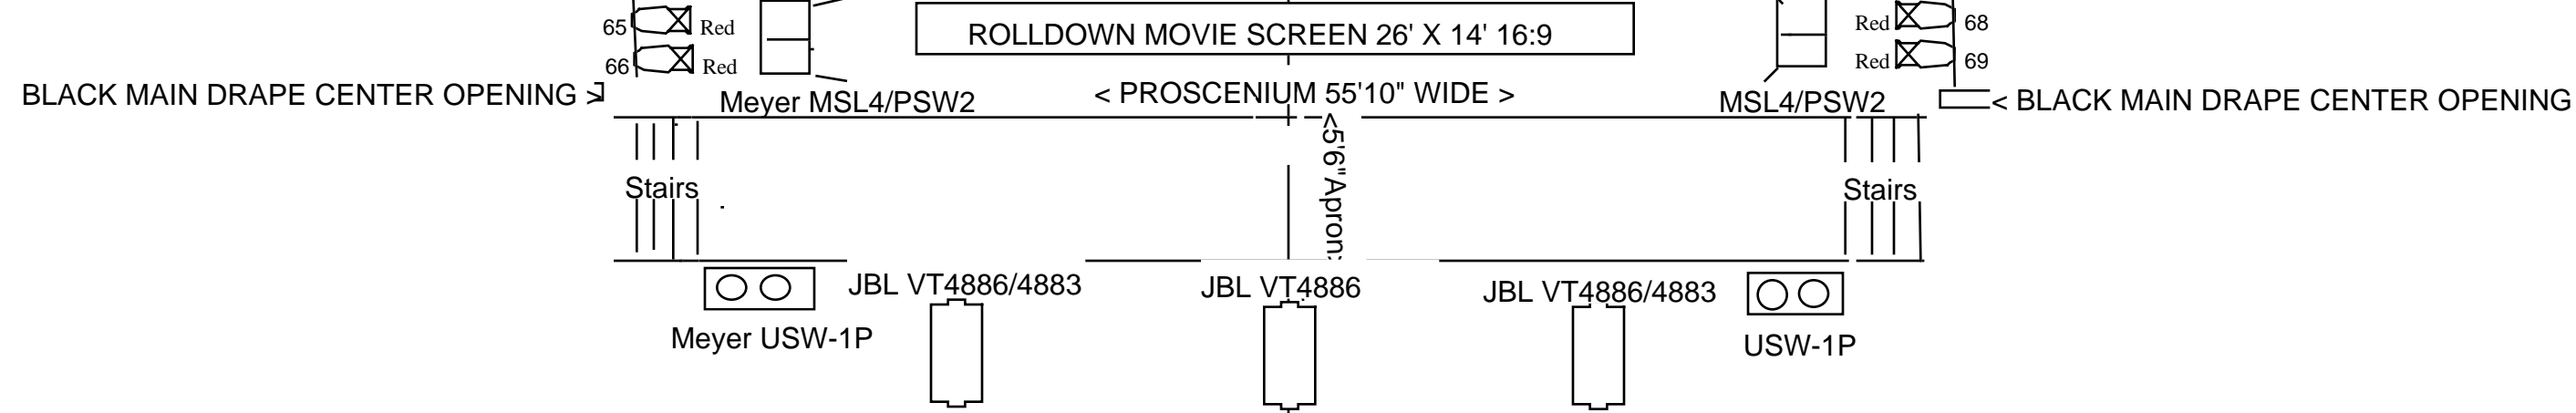 65 Red
ROLLDOWN MOVIE SCREEN 26' X 14' 16:9
Red 68
66 Red
Red 69
BLACK MAIN DRAPE CENTER OPENING >
Meyer MSL4/PSW2
< PROSCENIUM 55'10" WIDE >
MSL4/PSW2
< BLACK MAIN DRAPE CENTER OPENING
<5'6" Apron>
Stairs
Stairs
JBL VT4886/4883
JBL VT4886
JBL VT4886/4883
Meyer USW-1P
USW-1P